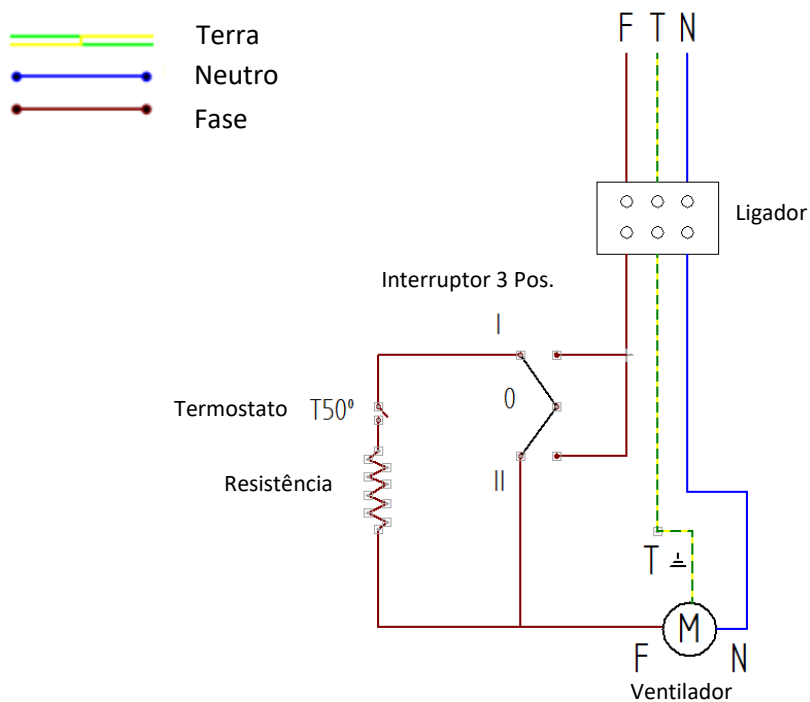 Terra
Neutro
Fase
F T N
Ligador
Interruptor 3 Pos.
I
Termostato T50º
0
Resistência
II
T
M
F N
Ventilador